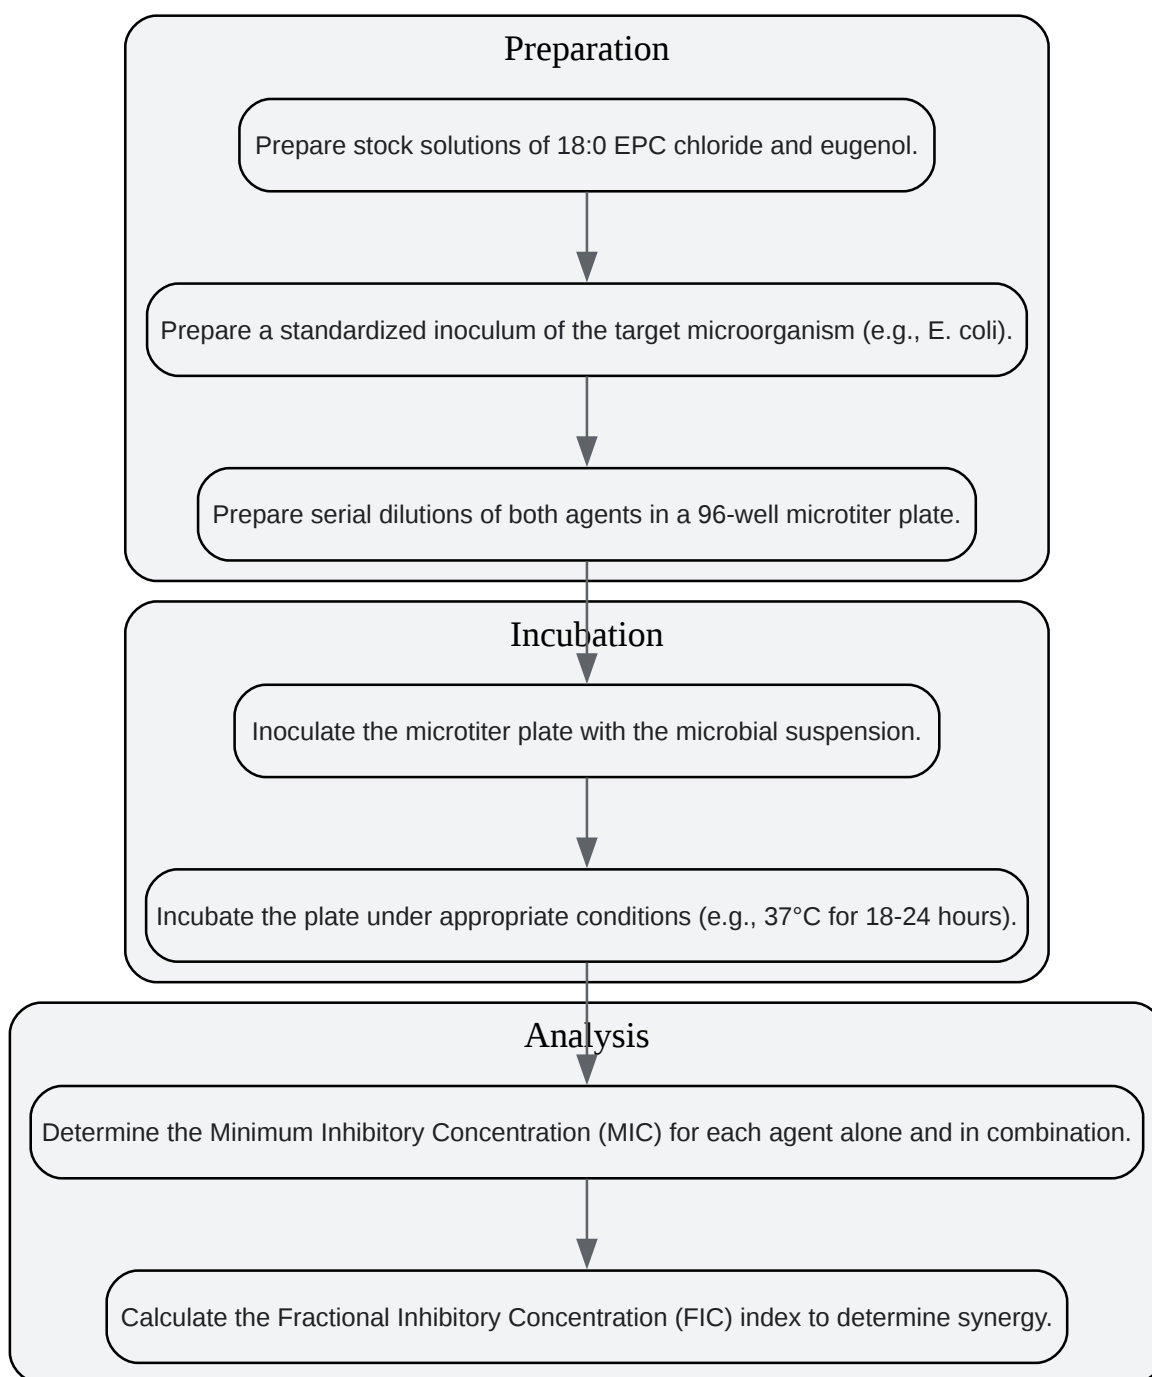 Preparation
Prepare stock solutions of 18:0 EPC chloride and eugenol.
Prepare a standardized inoculum of the target microorganism (e.g., E. coli).
Prepare serial dilutions of both agents in a 96-well microtiter plate.
Incubation
Inoculate the microtiter plate with the microbial suspension.
Incubate the plate under appropriate conditions (e.g., 37°C for 18-24 hours).
Analysis
Determine the Minimum Inhibitory Concentration (MIC) for each agent alone and in combination.
Calculate the Fractional Inhibitory Concentration (FIC) index to determine synergy.